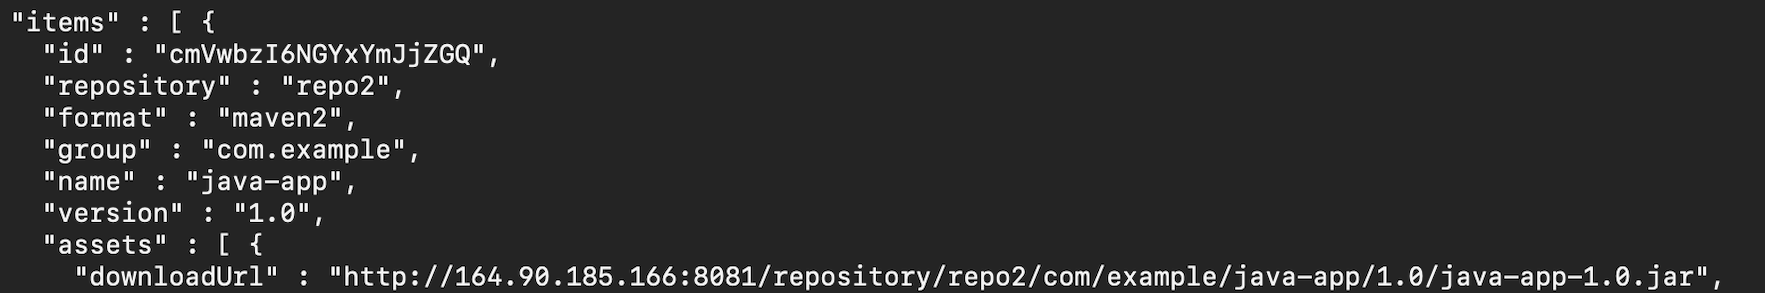 "items" : [ {
"id" : "cmVwbzI6NGYxYmJjZGQ",
"repository" : "repo2",
"format" : "maven2",
"group" : "com.example",
"name" : "java-app",
"version" : "1.0",
"assets" : [ {
"downloadUrl" : "http://164.90.185.166:8081/repository/repo2/com/example/java-app/1.0/java-app-1.0.jar",